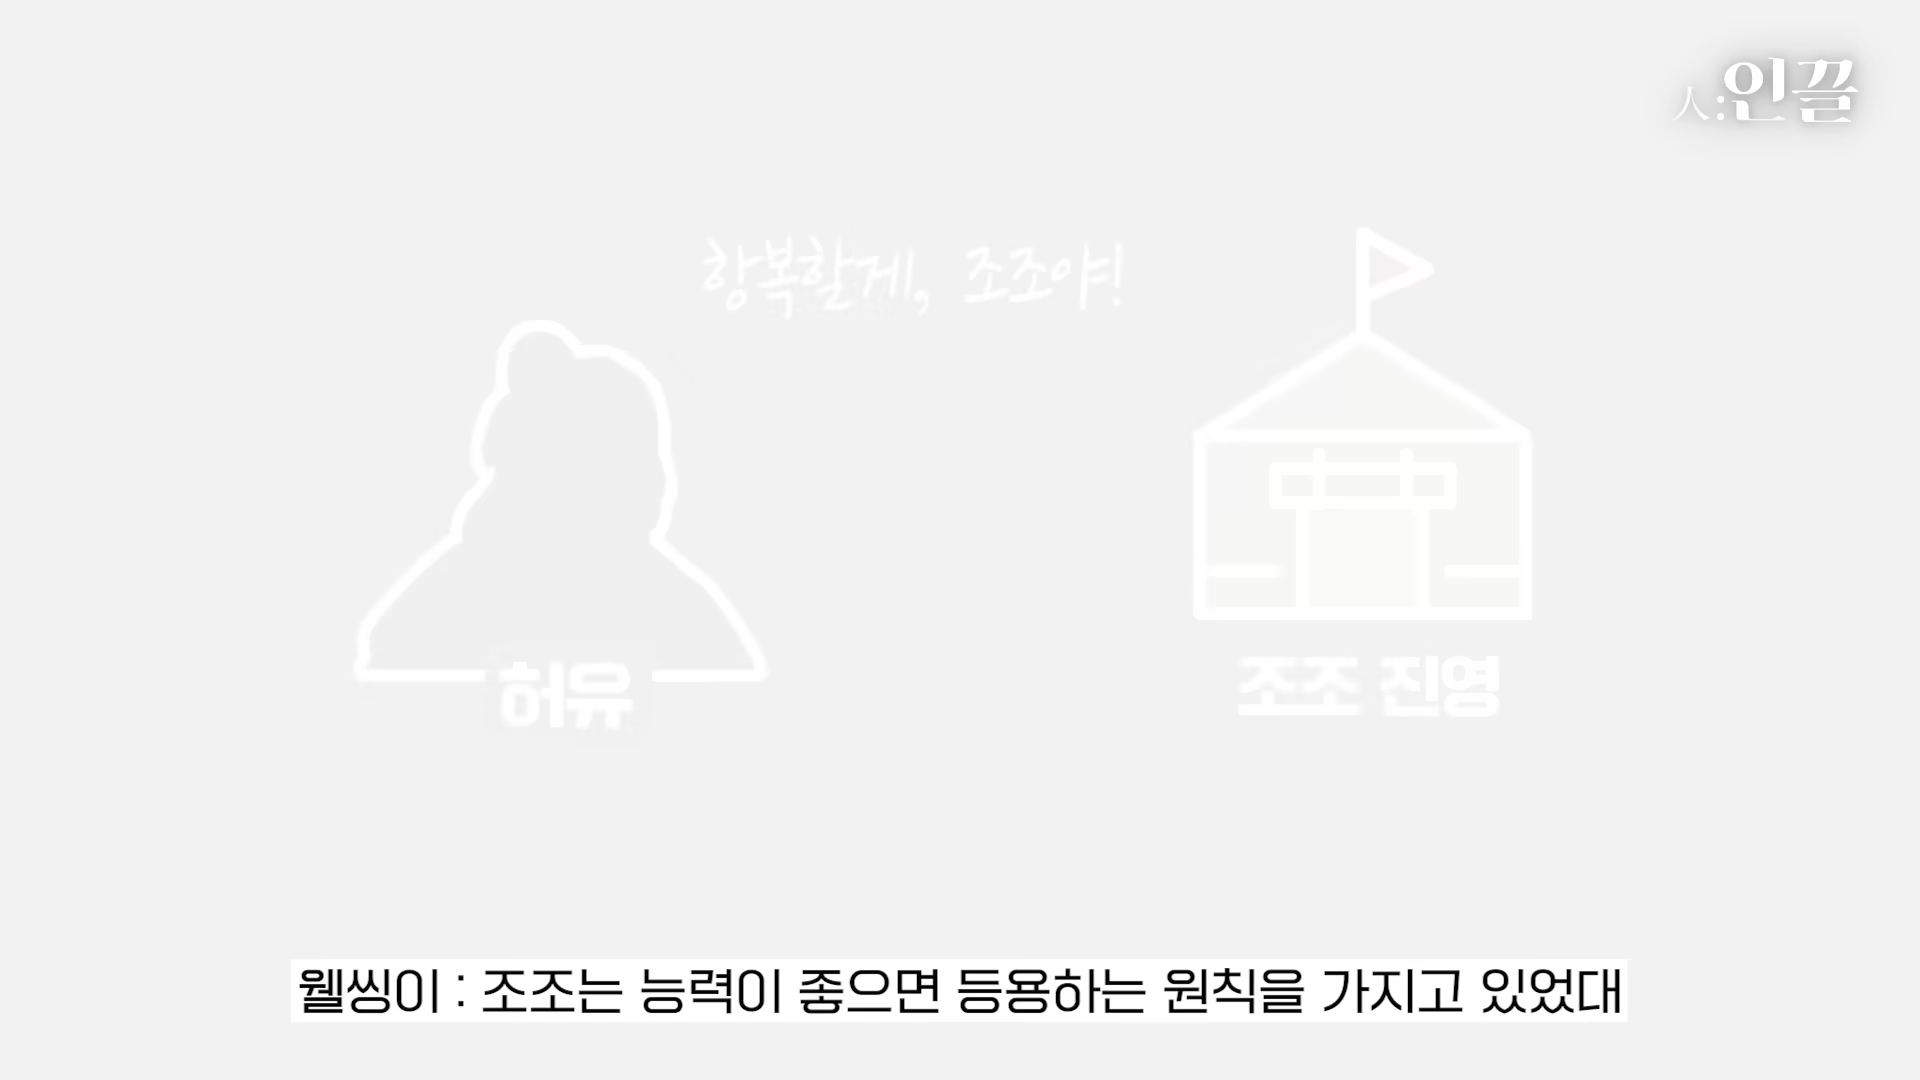 人:인끌
항복할게, 조조야!
허유
조조 진영
웰씽이 : 조조는 능력이 좋으면 등용하는 원칙을 가지고 있었대